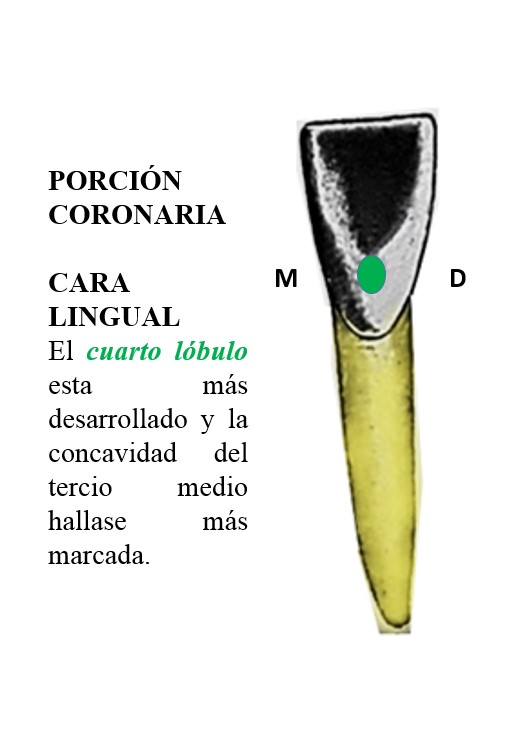 PORCIÓN
CORONARIA
CARA
LINGUAL
El cuarto lóbulo
esta más
desarrollado y la
concavidad del
tercio medio
hallase más
marcada.
M
D